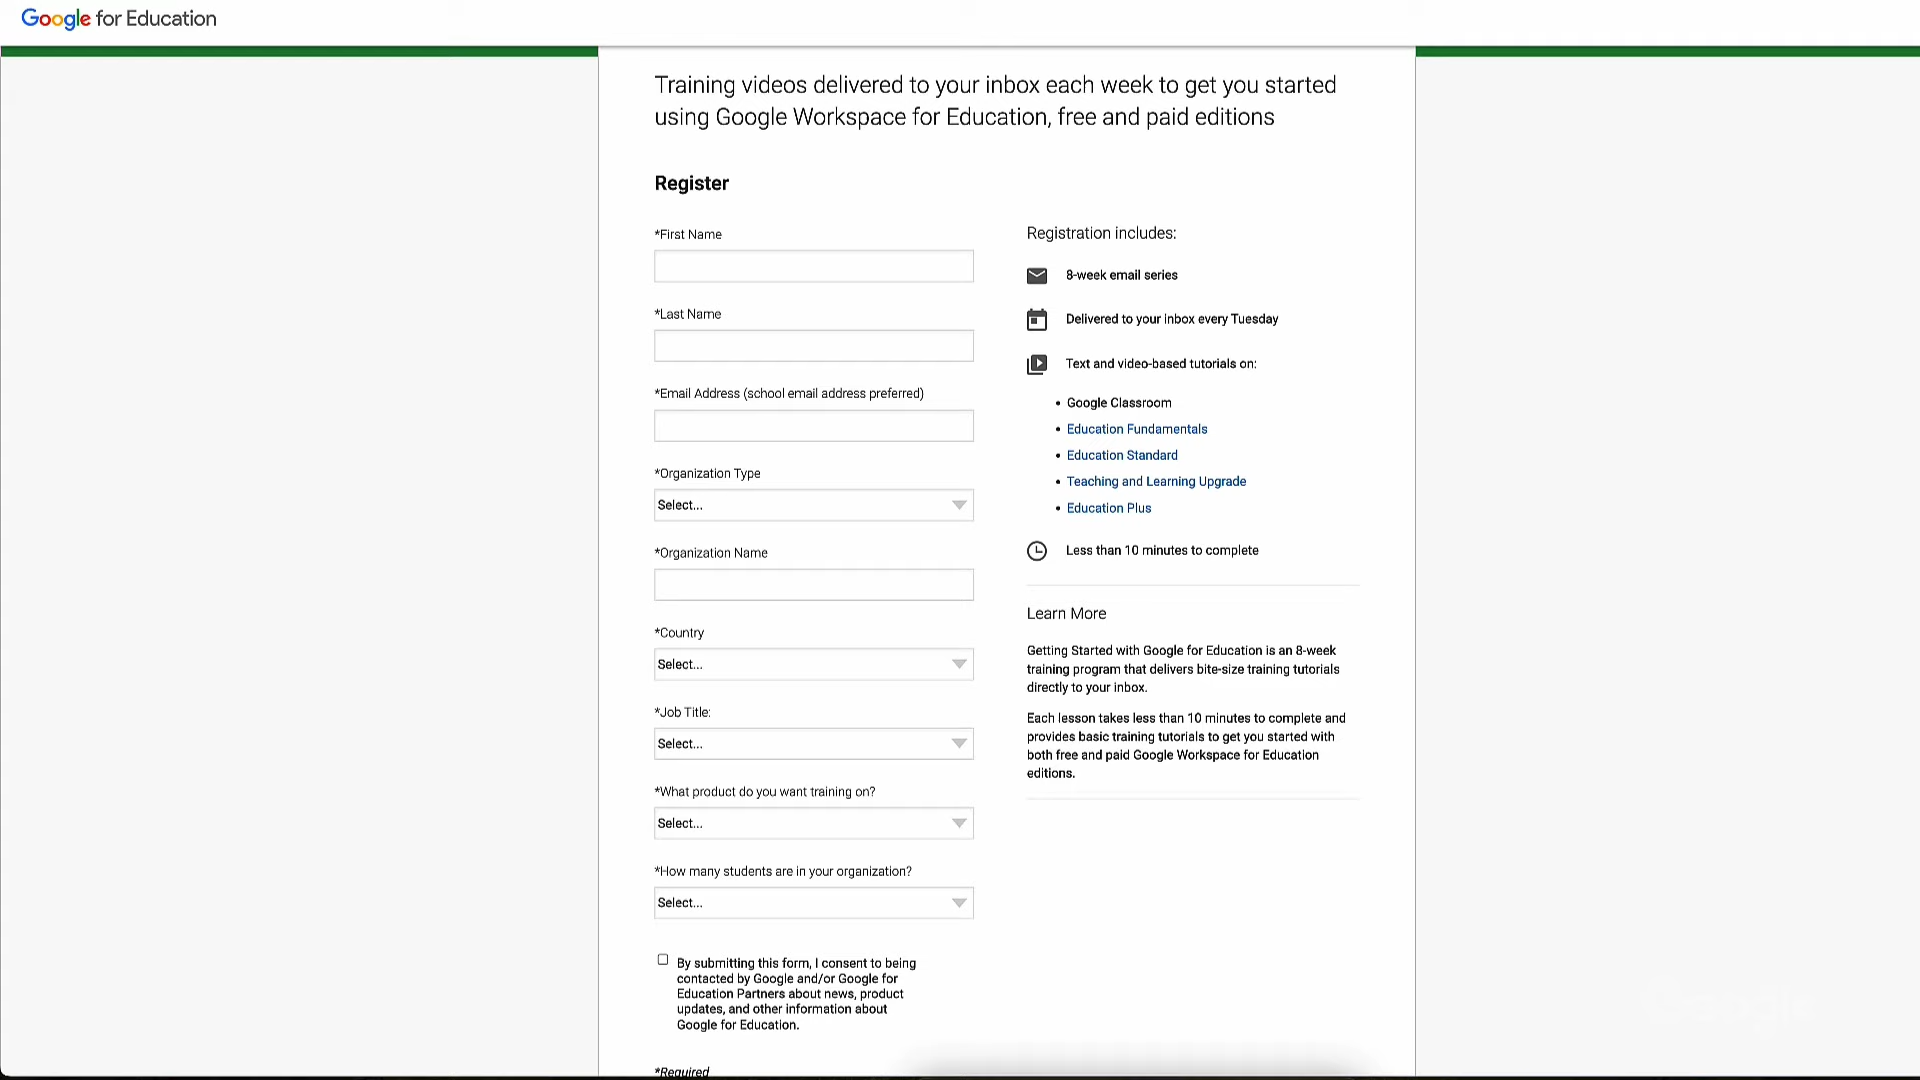 Google for Education
Training videos delivered to your inbox each week to get you started
using Google Workspace for Education, free and paid editions
Register
*First Name
*Last Name
*Email Address (school email address preferred)
*Organization Type
Select...
*Organization Name
*Country
Select...
*Job Title:
Select...
*What product do you want training on?
Select...
*How many students are in your organization?
Select...
By submitting this form, I consent to being
contacted by Google and/or Google for
Education Partners about news, product
updates, and other information about
Google for Education.
*Required
Registration includes:
8-week email series
Delivered to your inbox every Tuesday
Text and video-based tutorials on:
• Google Classroom
• Education Fundamentals
• Education Standard
• Teaching and Learning Upgrade
• Education Plus
Less than 10 minutes to complete
Learn More
Getting Started with Google for Education is an 8-week
training program that delivers bite-size training tutorials
directly to your inbox.
Each lesson takes less than 10 minutes to complete and
provides basic training tutorials to get you started with
both free and paid Google Workspace for Education
editions.